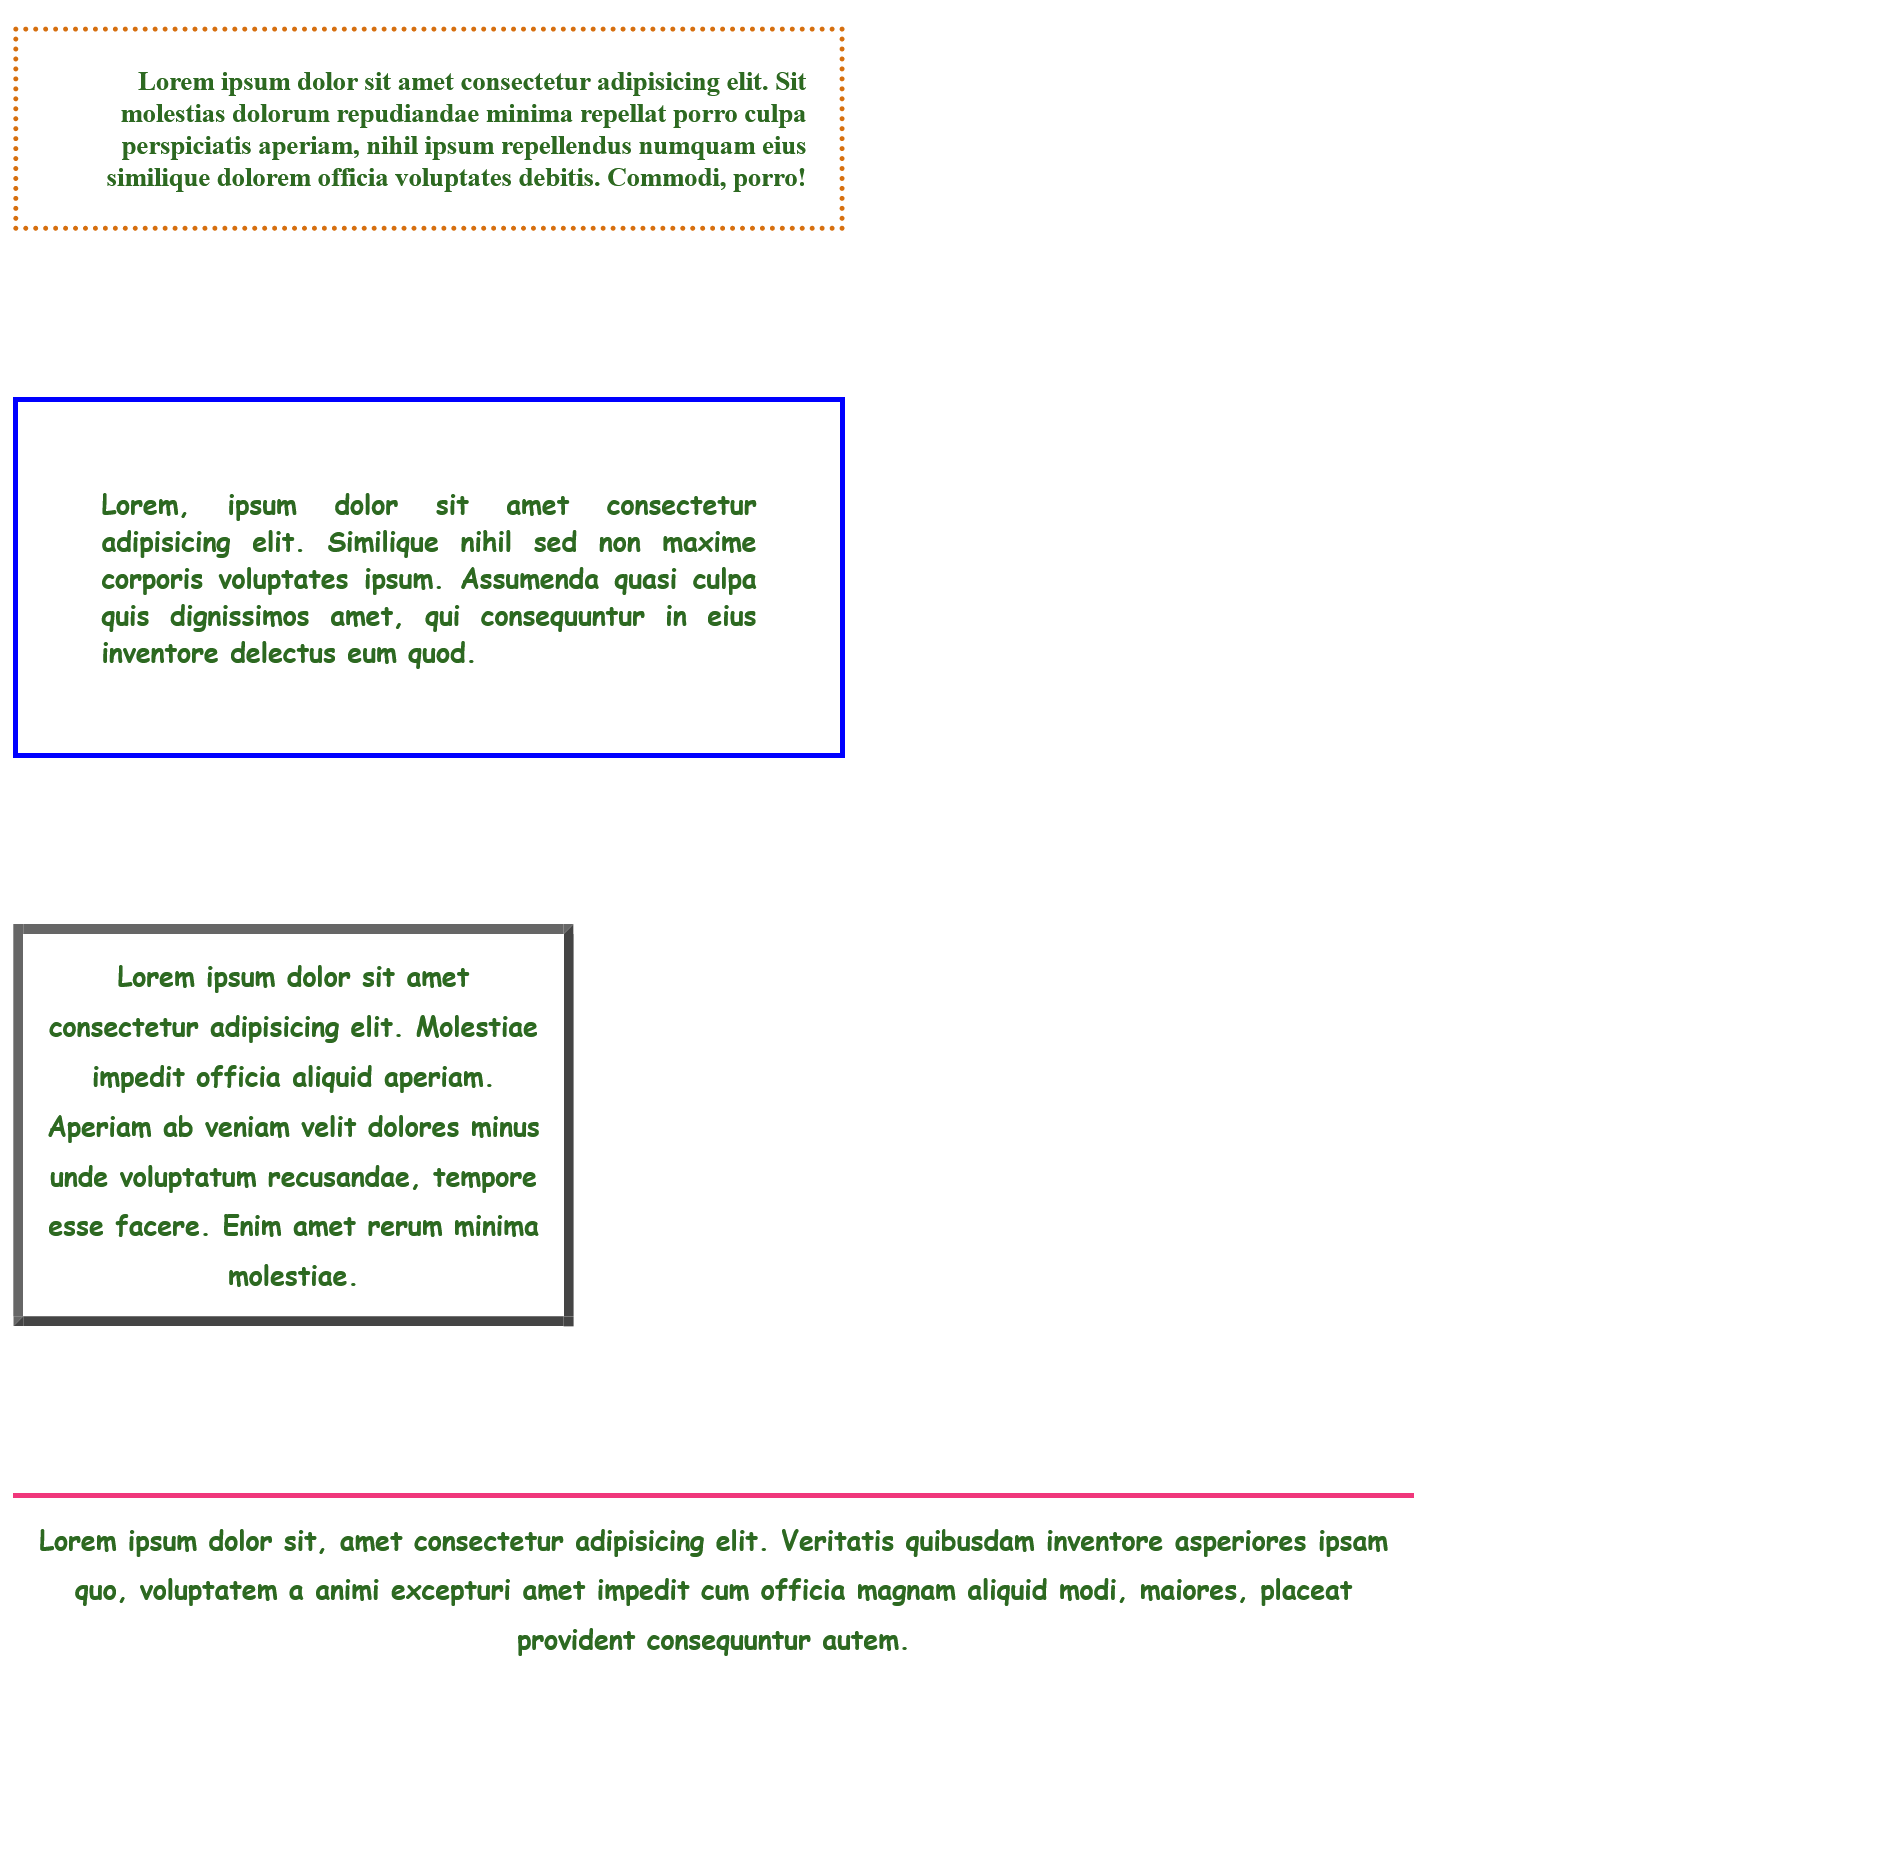 Lorem ipsum dolor sit amet consectetur adipisicing elit. Sit
molestias dolorum repudiandae minima repellat porro culpa
perspiciatis aperiam, nihil ipsum repellendus numquam eius
similique dolorem officia voluptates debitis. Commodi, porro!
Lorem, ipsum dolor sit amet consectetur
adipisicing elit. Similique nihil sed non maxime
corporis voluptates ipsum. Assumenda quasi culpa
quis dignissimos amet, qui consequuntur in eius
inventore delectus eum quod.
Lorem ipsum dolor sit amet
consectetur adipisicing elit. Molestiae
impedit officia aliquid aperiam.
Aperiam ab veniam velit dolores minus
unde voluptatum recusandae, tempore
esse facere. Enim amet rerum minima
molestiae.
Lorem ipsum dolor sit, amet consectetur adipisicing elit. Veritatis quibusdam inventore asperiores ipsam
quo, voluptatem a animi excepturi amet impedit cum officia magnam aliquid modi, maiores, placeat
provident consequuntur autem.